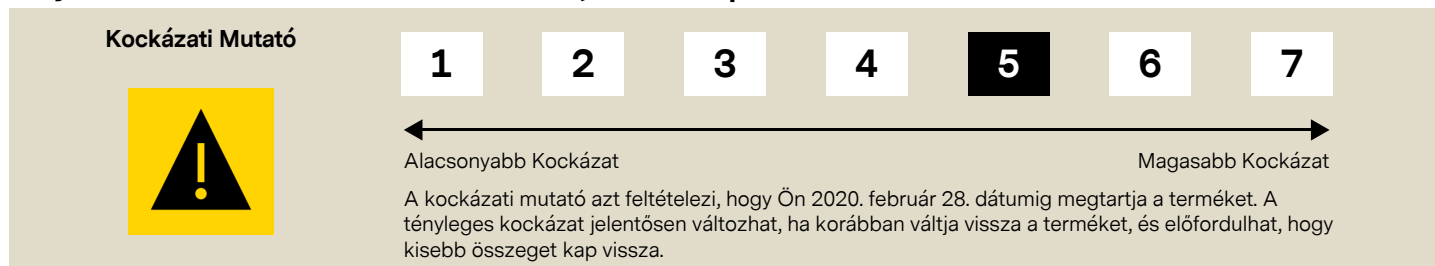 Kockázati Mutató
1 2 3 4 5 6 7
Alacsonyabb Kockázat Magasabb Kockázat
A kockázati mutató azt feltételezi, hogy Ön 2020. február 28. dátumig megtartja a terméket. A
tényleges kockázat jelentősen változhat, ha korábban váltja vissza a terméket, és előfordulhat, hogy
kisebb összeget kap vissza.